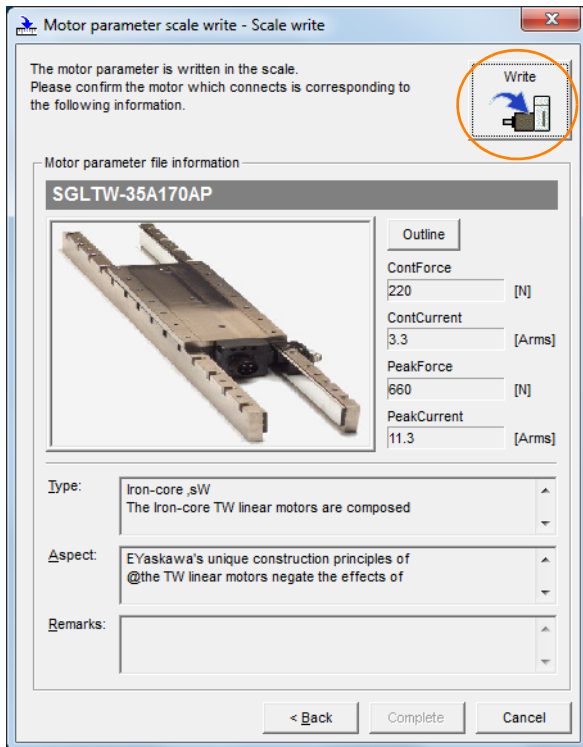 Motor parameter scale write - Scale write
The motor parameter is written in the scale.
Please confirm the motor which connects is corresponding to
the following information.
Write
Motor parameter file information
SGLTW-35A170AP
Outline
ContForce
220 [N]
ContCurrent
3.3 [Arms]
PeakForce
660 [N]
PeakCurrent
11.3 [Arms]
Type:
Iron-core ,sW
The Iron-core TW linear motors are composed
Aspect:
EYaskawa's unique construction principles of
@the TW linear motors negate the effects of
Remarks:
< Back
Complete
Cancel